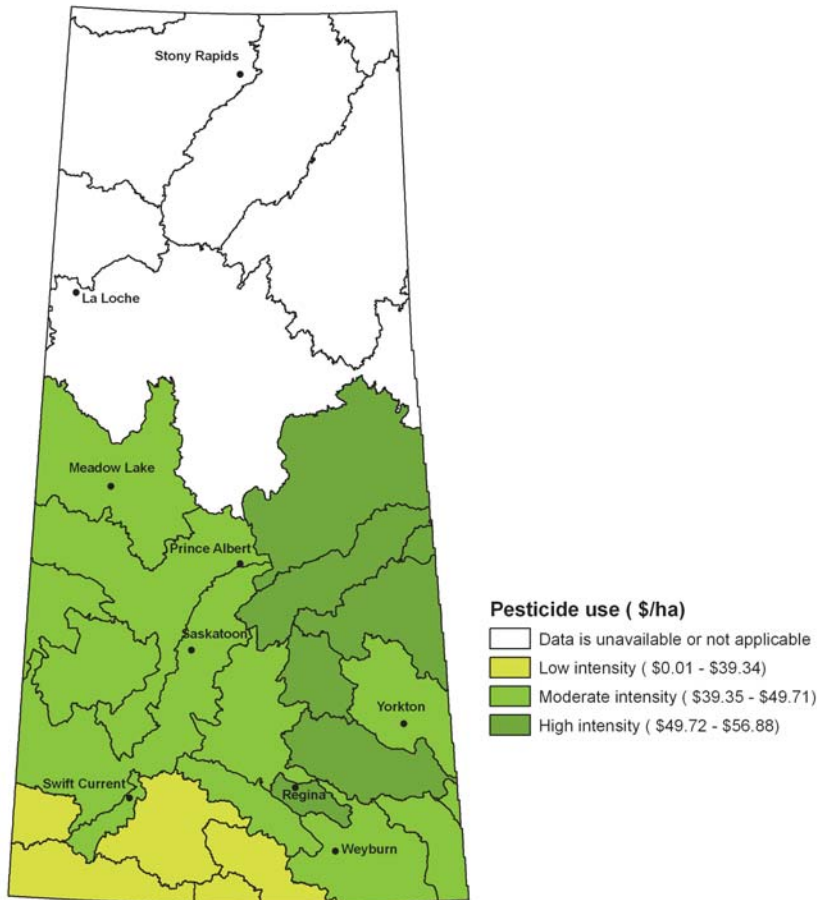 Stony Rapids
La Loche
Meadow Lake
Prince Albert
Saskatoon
Yorkton
Swift Current
Regina
Weyburn
Pesticide use ( $/ha)
Data is unavailable or not applicable
Low intensity ( $0.01 - $39.34)
Moderate intensity ( $39.35 - $49.71)
High intensity ( $49.72 - $56.88)